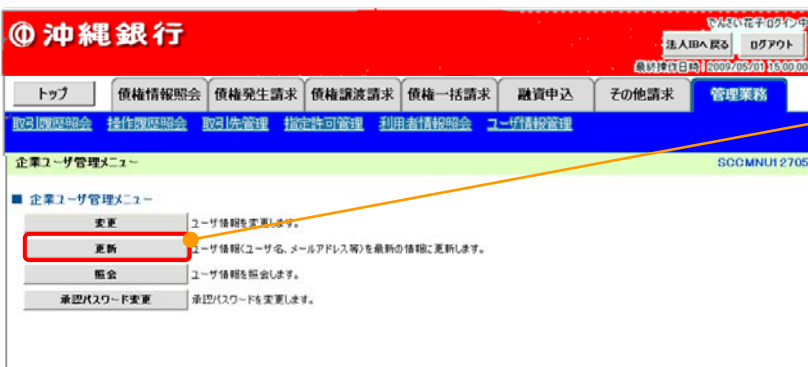 でんさい花子ログイン中
沖縄銀行
法人IBへ戻る ログアウト
最終操作日時 2009/05/01 15:00:00
トップ 債権情報照会 債権発生請求 債権譲渡請求 債権一括請求 融資申込 その他請求 管理業務
取引履歴照会 操作履歴照会 取引先管理 指定許可管理 利用者情報照会 ユーザ情報管理
企業ユーザ管理メニュー SCCMNU12705
■ 企業ユーザ管理メニュー
変更 ユーザ情報を変更します。
更新 ユーザ情報(ユーザ名、メールアドレス等)を最新の情報に更新します。
照会 ユーザ情報を照会します。
承認パスワード変更 承認パスワードを変更します。